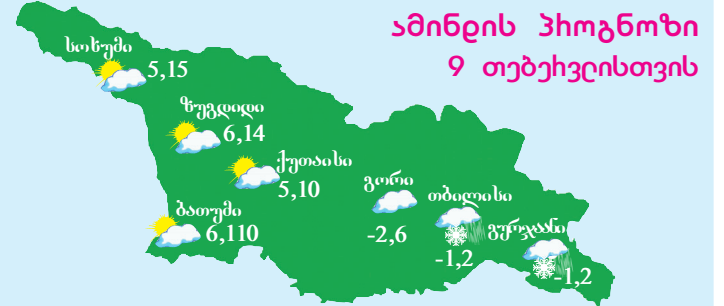 ამინდის პროგნოზი
9 თებერვლისთვის
სოხუმი
5,15
ზუგდიდი
6,14
ქუთაისი
5,10
ბათუმი
6,110
გორი
-2,6
თბილისი
-1,2
გურჯაანი
-1,2